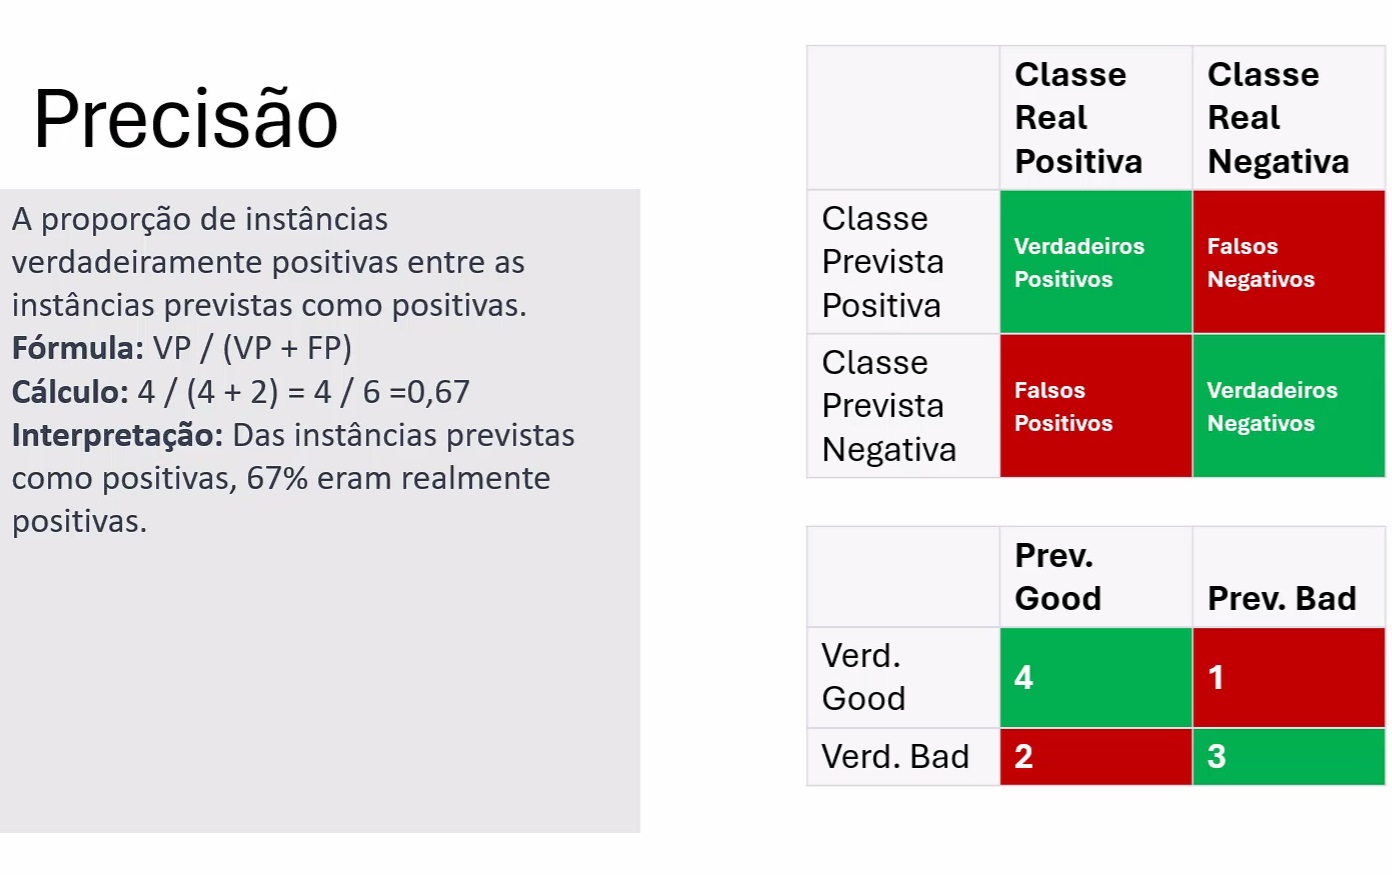 Precisão
A proporção de instâncias
verdadeiramente positivas entre as
instâncias previstas como positivas.
Fórmula: VP / (VP + FP)
Cálculo: 4 / (4 + 2) = 4 / 6 =0,67
Interpretação: Das instâncias previstas
como positivas, 67% eram realmente
positivas.
Classe
Real
Positiva
Classe
Real
Negativa
Classe
Prevista
Positiva
Verdadeiros
Positivos
Falsos
Negativos
Classe
Prevista
Negativa
Falsos
Positivos
Verdadeiros
Negativos
Prev.
Good
Prev. Bad
Verd.
Good
4
1
Verd. Bad
2
3